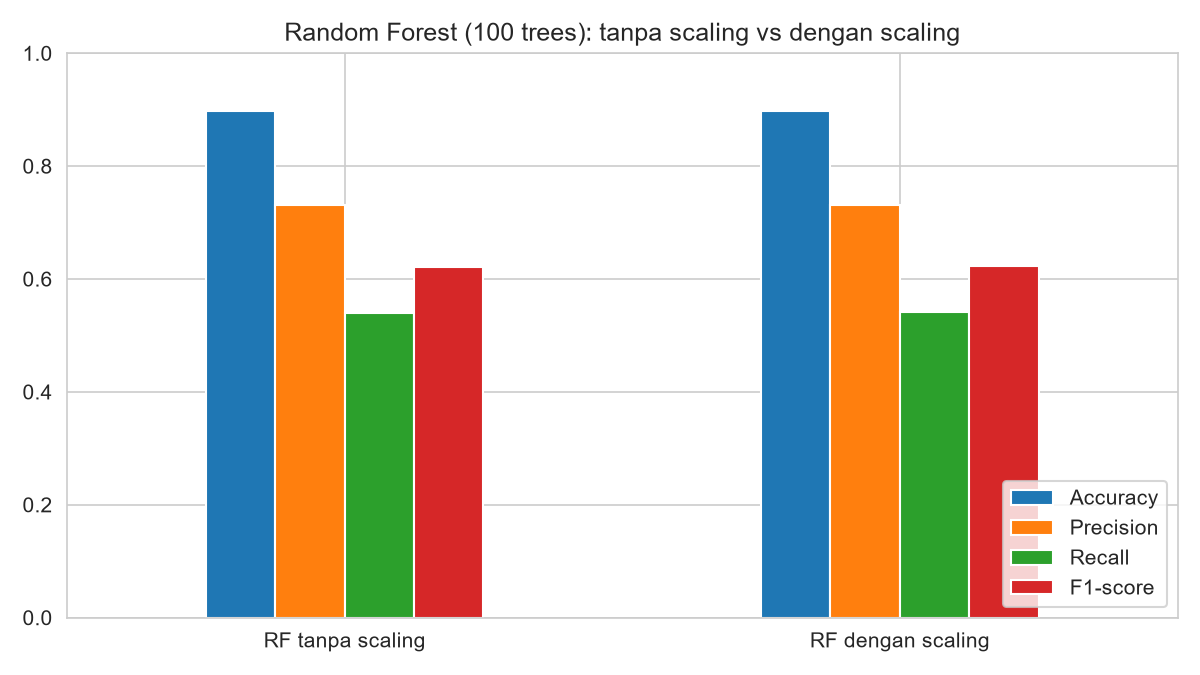 Random Forest (100 trees): tanpa scaling vs dengan scaling
1.0
0.8
0.6
0.4
0.2
0.0
RF tanpa scaling
RF dengan scaling
Accuracy
Precision
Recall
F1-score